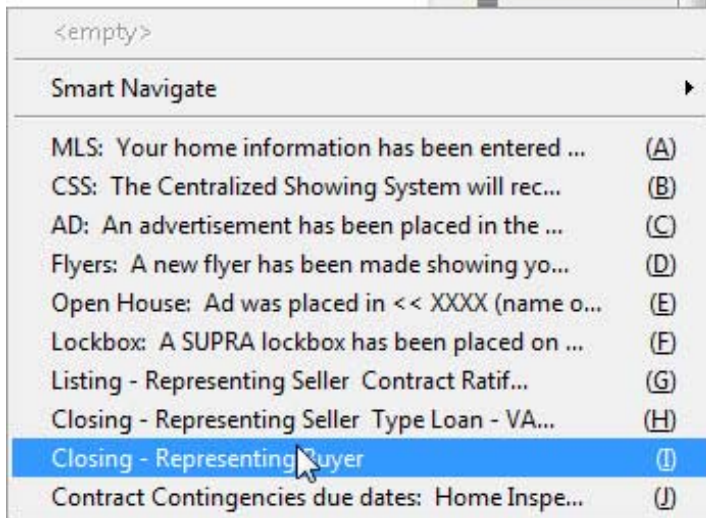 <empty>
Smart Navigate
MLS: Your home information has been entered ... (A)
CSS: The Centralized Showing System will rec... (B)
AD: An advertisement has been placed in the ... (C)
Flyers: A new flyer has been made showing yo... (D)
Open House: Ad was placed in << XXXX (name o... (E)
Lockbox: A SUPRA lockbox has been placed on ... (F)
Listing - Representing Seller Contract Ratif... (G)
Closing - Representing Seller Type Loan - VA... (H)
Closing - Representing Buyer (I)
Contract Contingencies due dates: Home Inspe... (J)